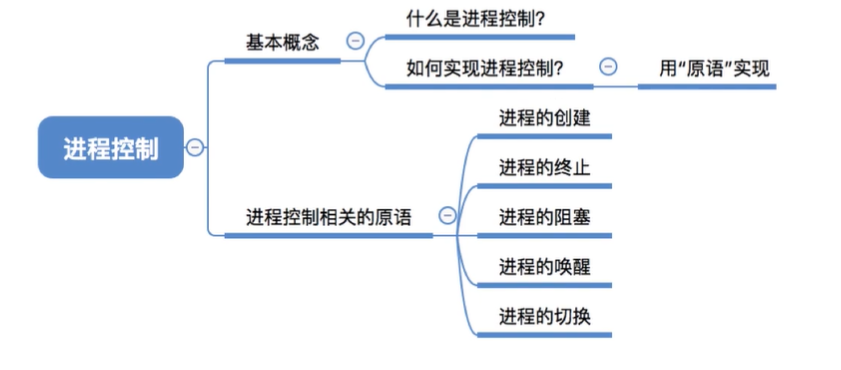 进程控制
基本概念
什么是进程控制?
如何实现进程控制?
用“原语”实现
进程控制相关的原语
进程的创建
进程的终止
进程的阻塞
进程的唤醒
进程的切换